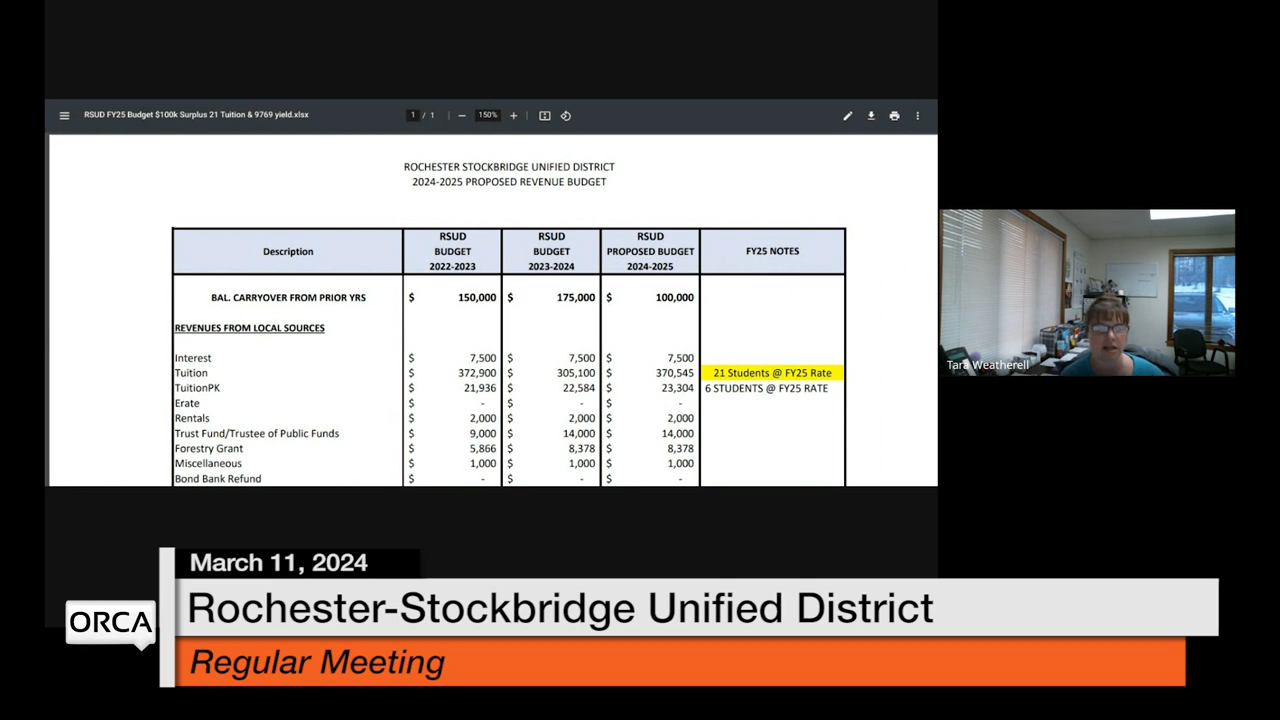 RSUD FY25 Budget $100k Surplus 21 Tuition & 9769 yield.xlsx 1 / 1 150%
ROCHESTER STOCKBRIDGE UNIFIED DISTRICT
2024-2025 PROPOSED REVENUE BUDGET
Description RSUD BUDGET 2022-2023 RSUD BUDGET 2023-2024 RSUD PROPOSED BUDGET 2024-2025 FY25 NOTES
BAL. CARRYOVER FROM PRIOR YRS $ 150,000 $ 175,000 $ 100,000
REVENUES FROM LOCAL SOURCES
Interest $ 7,500 $ 7,500 $ 7,500
Tuition $ 372,900 $ 305,100 $ 370,545 21 Students @ FY25 Rate
TuitionPK $ 21,936 $ 22,584 $ 23,304 6 STUDENTS @ FY25 RATE
Erate $ - $ - $ -
Rentals $ 2,000 $ 2,000 $ 2,000
Trust Fund/Trustee of Public Funds $ 9,000 $ 14,000 $ 14,000
Forestry Grant $ 5,866 $ 8,378 $ 8,378
Miscellaneous $ 1,000 $ 1,000 $ 1,000
Bond Bank Refund $ - $ - $ -
Tara Weatherell
March 11, 2024
ORCA
Rochester-Stockbridge Unified District
Regular Meeting